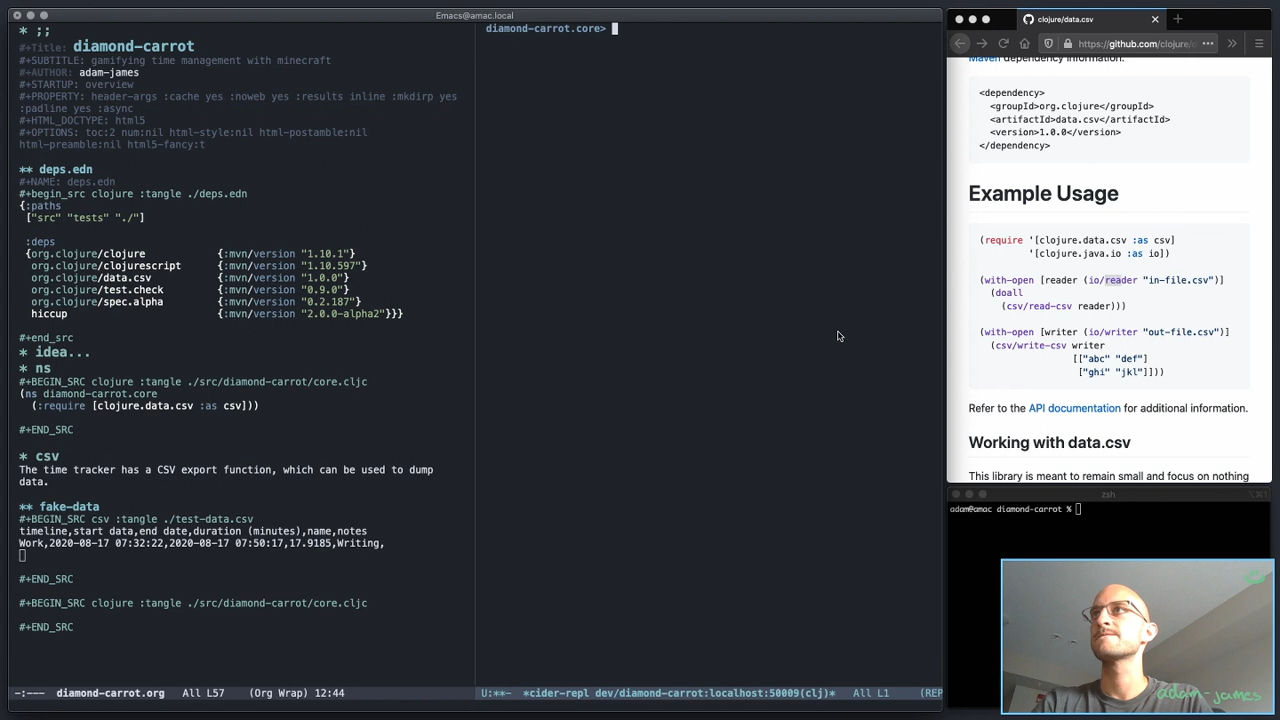 Emacs@amac.local
* ;;
#+Title: diamond-carrot
#+SUBTITLE: gamifying time management with minecraft
#+AUTHOR: adam-james
#+STARTUP: overview
#+PROPERTY: header-args :cache yes :noweb yes :results inline :mkdirp yes
:padline yes :async
#+HTML_DOCTYPE: html5
#+OPTIONS: toc:2 num:nil html-style:nil html-postamble:nil
html-preamble:nil html5-fancy:t
** deps.edn
#+NAME: deps.edn
#+begin_src clojure :tangle ./deps.edn
{:paths
["src" "tests" "./"]
:deps
{org.clojure/clojure {:mvn/version "1.10.1"}
org.clojure/clojurescript {:mvn/version "1.10.597"}
org.clojure/data.csv {:mvn/version "1.0.0"}
org.clojure/test.check {:mvn/version "0.9.0"}
org.clojure/spec.alpha {:mvn/version "0.2.187"}
hiccup {:mvn/version "2.0.0-alpha2"}}}
#+end_src
* idea...
* ns
#+BEGIN_SRC clojure :tangle ./src/diamond-carrot/core.cljc
(ns diamond-carrot.core
(:require [clojure.data.csv :as csv]))
#+END_SRC
* csv
The time tracker has a CSV export function, which can be used to dump
data.
** fake-data
#+BEGIN_SRC csv :tangle ./test-data.csv
timeline,start data,end date,duration (minutes),name,notes
Work,2020-08-17 07:32:22,2020-08-17 07:50:17,17.9185,Writing,
#+END_SRC
#+BEGIN_SRC clojure :tangle ./src/diamond-carrot/core.cljc
#+END_SRC
-:--- diamond-carrot.org All L57 (Org Wrap) 12:44
diamond-carrot.core>
U:**- *cider-repl dev/diamond-carrot:localhost:50009(clj)* All L1 (REP
clojure/data.csv
https://github.com/clojure/
Maven dependency information:
<dependency>
<groupId>org.clojure</groupId>
<artifactId>data.csv</artifactId>
<version>1.0.0</version>
</dependency>
Example Usage
(require '[clojure.data.csv :as csv]
'[clojure.java.io :as io])
(with-open [reader (io/reader "in-file.csv")]
(doall
(csv/read-csv reader)))
(with-open [writer (io/writer "out-file.csv")]
(csv/write-csv writer
[["abc" "def"]
["ghi" "jkl"]]))
Refer to the API documentation for additional information.
Working with data.csv
This library is meant to remain small and focus on nothing
zsh
adam@amac diamond-carrot %
adam-james